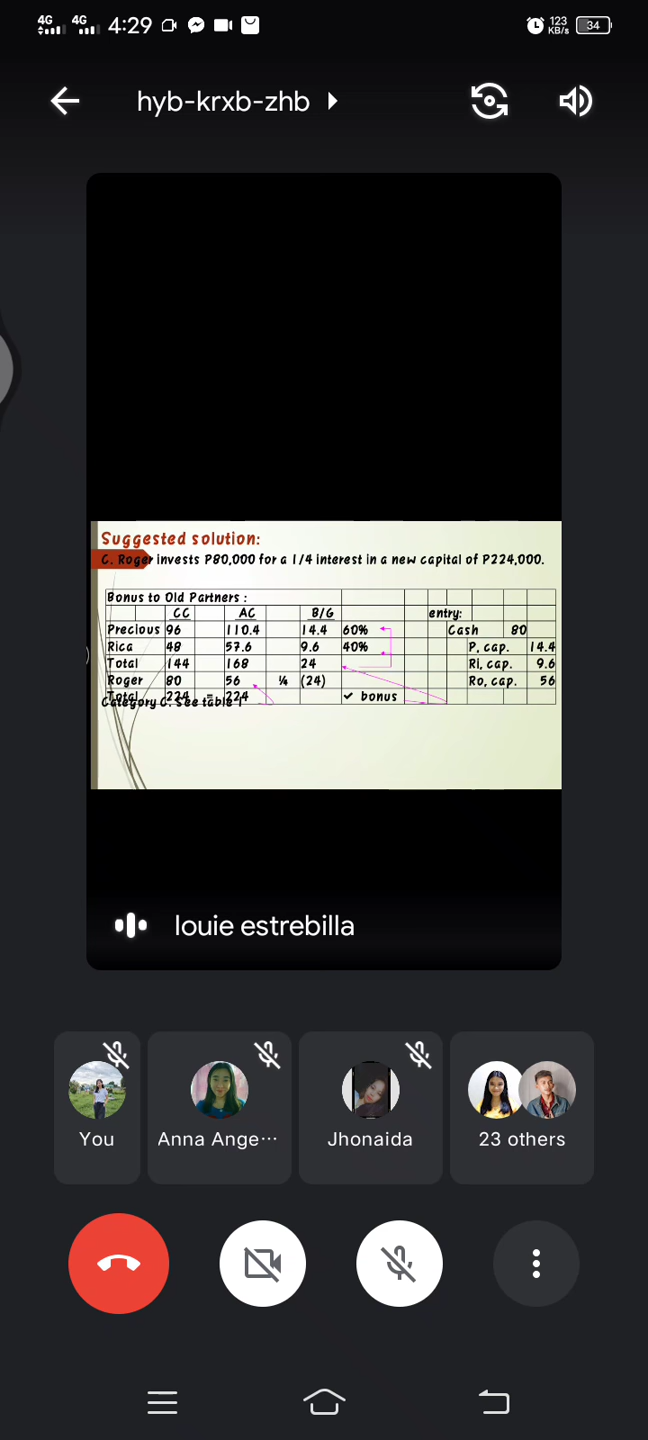 4G 4G 4:29 123 KB/s 34
hyb-krxb-zhb
Suggested solution:
C. Roger invests P80,000 for a 1/4 interest in a new capital of P224,000.
Bonus to Old Partners :
CC AC B/G entry:
Precious 96 110.4 14.4 60% Cash 80
Rica 48 57.6 9.6 40% P, cap. 14.4
Total 144 168 24 Ri, cap. 9.6
Roger 80 56 ¼ (24) Ro, cap. 56
Total 224 = 224 ✓ bonus
Category C. See table 1
louie estrebilla
You Anna Ange... Jhonaida 23 others